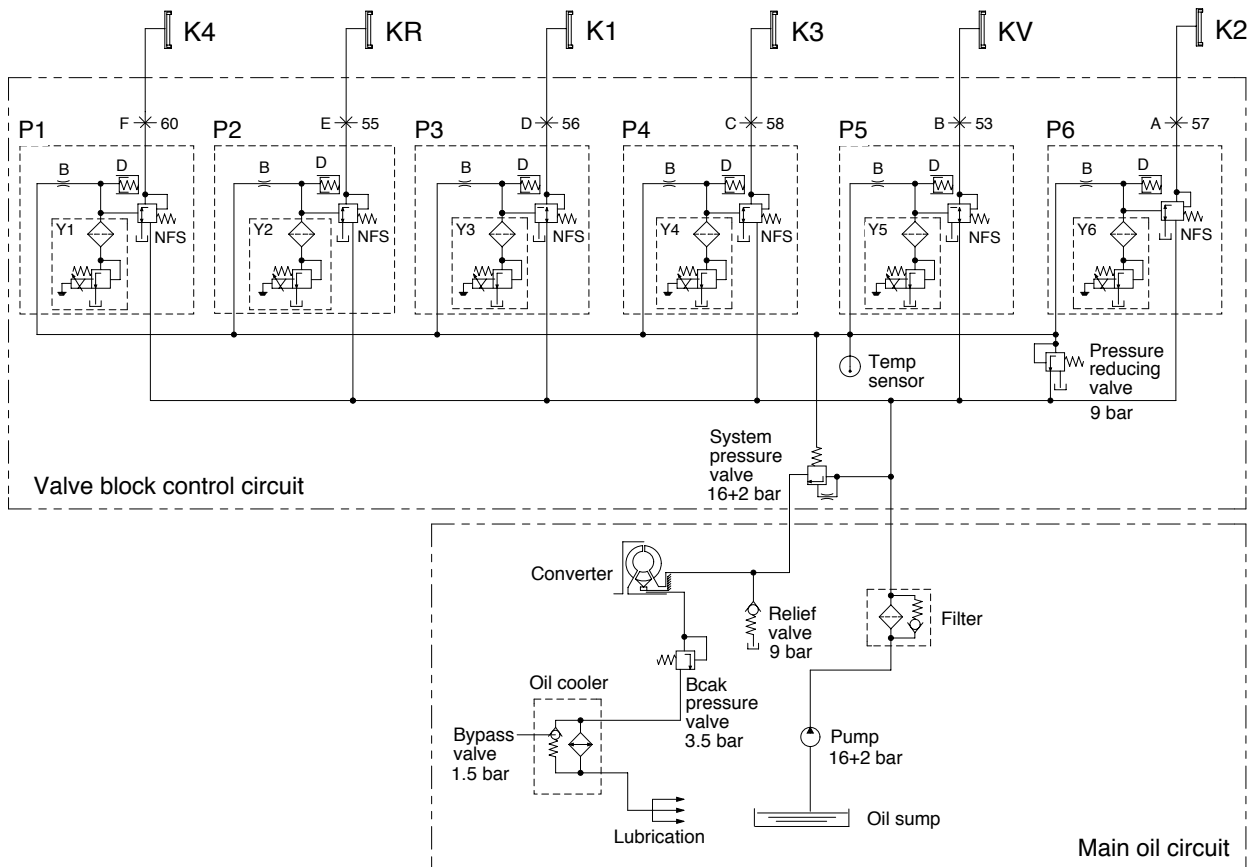 K4
KR
K1
K3
KV
K2
P1
F
60
P2
E
55
P3
D
56
P4
C
58
P5
B
53
P6
A
57
B
D
B
D
B
D
B
D
B
D
B
D
Y1
NFS
Y2
NFS
Y3
NFS
Y4
NFS
Y5
NFS
Y6
NFS
Temp
sensor
Pressure
reducing
valve
9 bar
System
pressure
valve
16+2 bar
Valve block control circuit
Converter
Relief
valve
9 bar
Filter
Oil cooler
Bcak
pressure
valve
3.5 bar
Bypass
valve
1.5 bar
Pump
16+2 bar
Lubrication
Oil sump
Main oil circuit